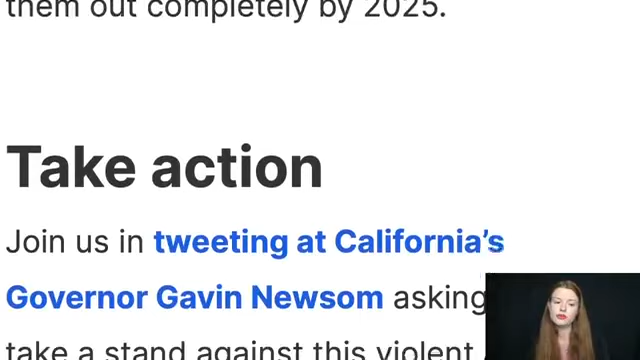 them out completely by 2025.
Take action
Join us in tweeting at California’s
Governor Gavin Newsom asking
take a stand against this violent